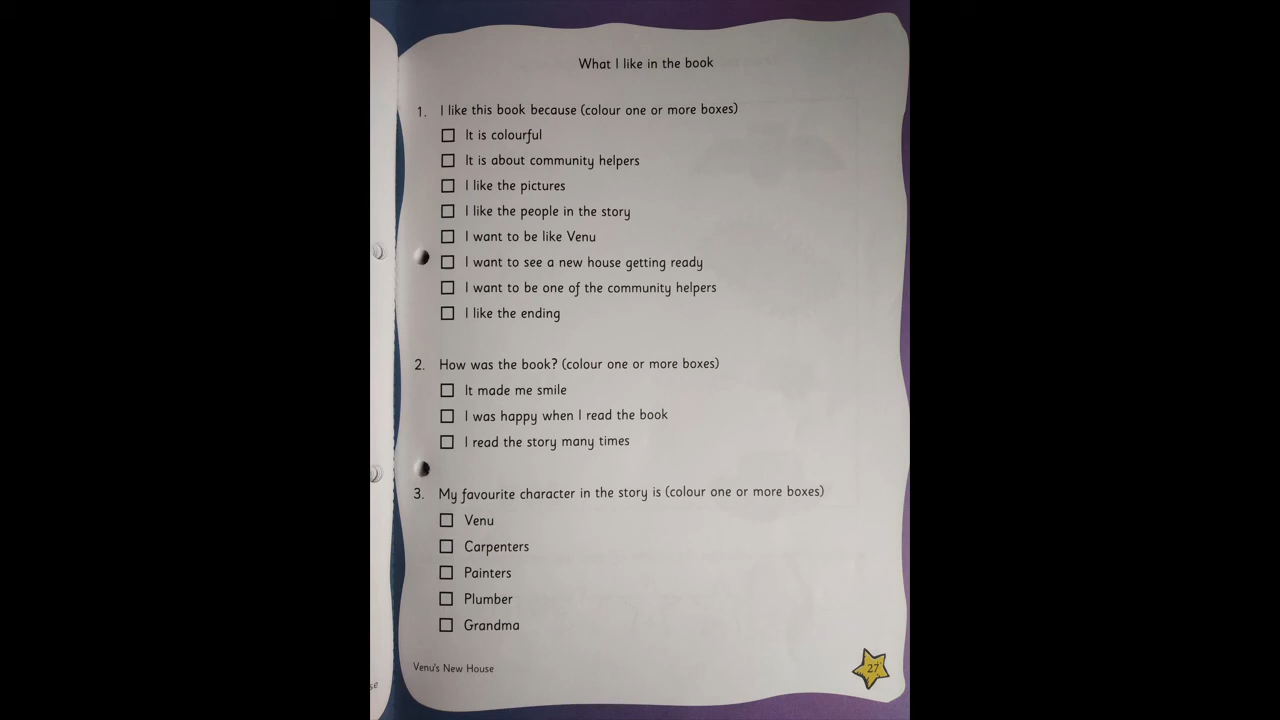 What I like in the book
1. I like this book because (colour one or more boxes)
It is colourful
It is about community helpers
I like the pictures
I like the people in the story
I want to be like Venu
I want to see a new house getting ready
I want to be one of the community helpers
I like the ending
2. How was the book? (colour one or more boxes)
It made me smile
I was happy when I read the book
I read the story many times
3. My favourite character in the story is (colour one or more boxes)
Venu
Carpenters
Painters
Plumber
Grandma
Venu's New House
27